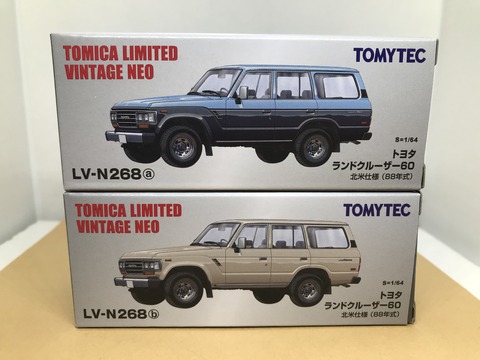 TOMICA LIMITED
VINTAGE NEO
TOMYTEC
S=1/64
トヨタ
ランドクルーザー60
北米仕様 (88年式)
LV-N268ⓐ
TOMICA LIMITED
VINTAGE NEO
TOMYTEC
S=1/64
トヨタ
ランドクルーザー60
北米仕様 (88年式)
LV-N268ⓑ